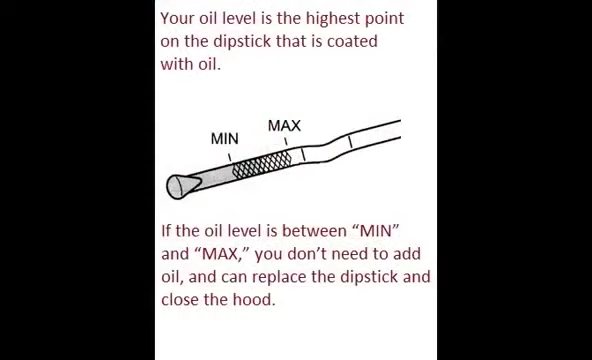 Your oil level is the highest point
on the dipstick that is coated
with oil.
MIN MAX
If the oil level is between “MIN”
and “MAX,” you don’t need to add
oil, and can replace the dipstick and
close the hood.